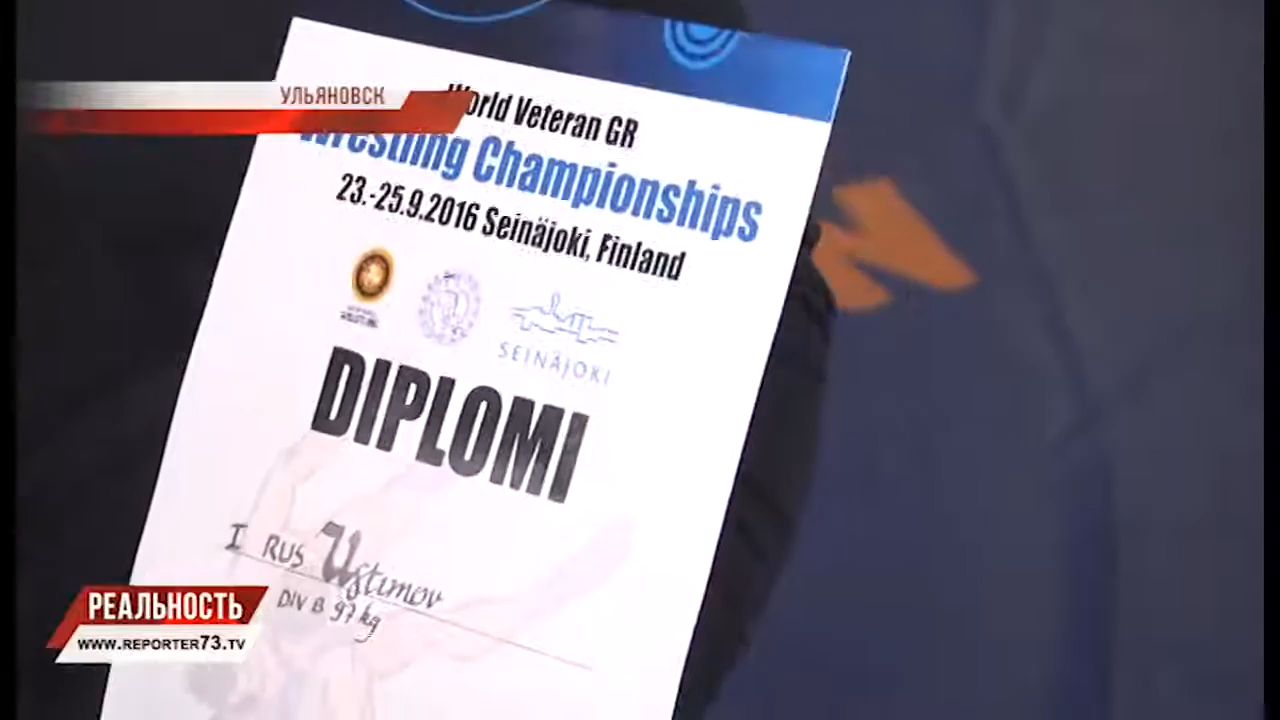 УЛЬЯНОВСК
World Veteran GR
Wrestling Championships
23.-25.9.2016 Seinäjoki, Finland
SEINÄJOKI
DIPLOMI
I RUS Ustimov
DIV B 97 kg
РЕАЛЬНОСТЬ
WWW.REPORTER73.TV